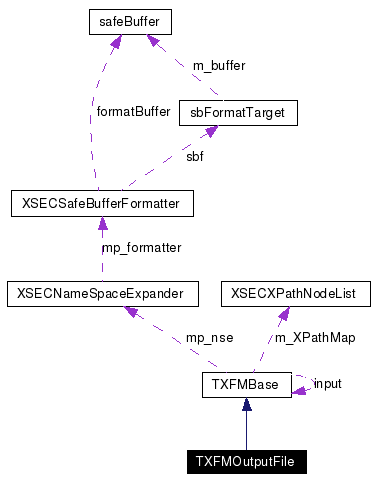 safeBuffer
m_buffer
formatBuffer
sbFormatTarget
sbf
XSECSafeBufferFormatter
mp_formatter
XSECNameSpaceExpander
XSECXPathNodeList
mp_nse
m_XPathMap
TXFMBase
input
TXFMOutputFile